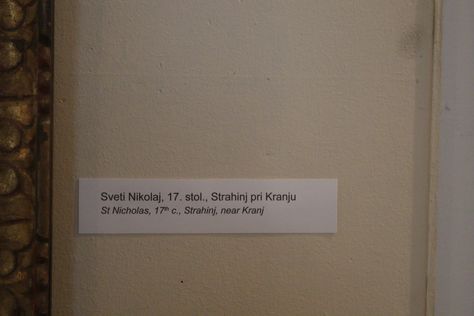 Sveti Nikolaj, 17. stol., Strahinj pri Kranju
St Nicholas, 17th c., Strahinj, near Kranj